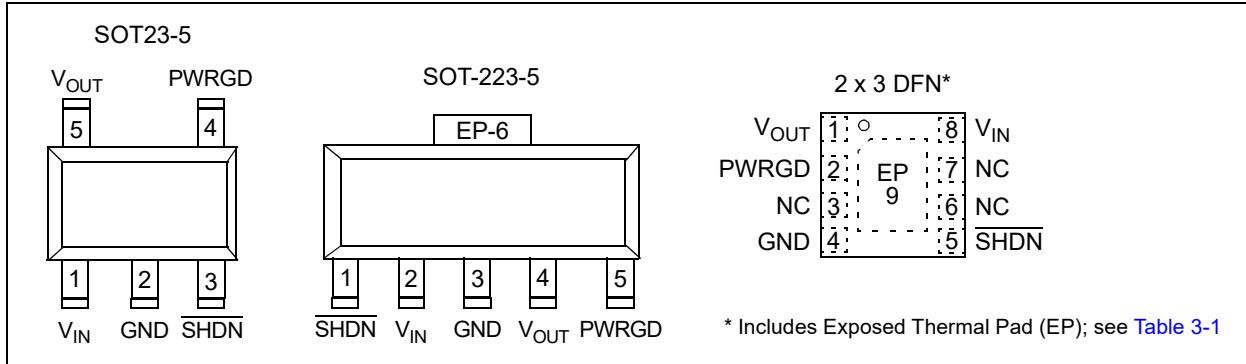 SOT23-5
VOUT PWRGD
5 4
1 2 3
VIN GND SHDN
SOT-223-5
EP-6
1 2 3 4 5
SHDN VIN GND VOUT PWRGD
2 x 3 DFN*
VOUT 1 8 VIN
PWRGD 2 EP 7 NC
9
NC 3 6 NC
GND 4 5 SHDN
* Includes Exposed Thermal Pad (EP); see Table 3-1